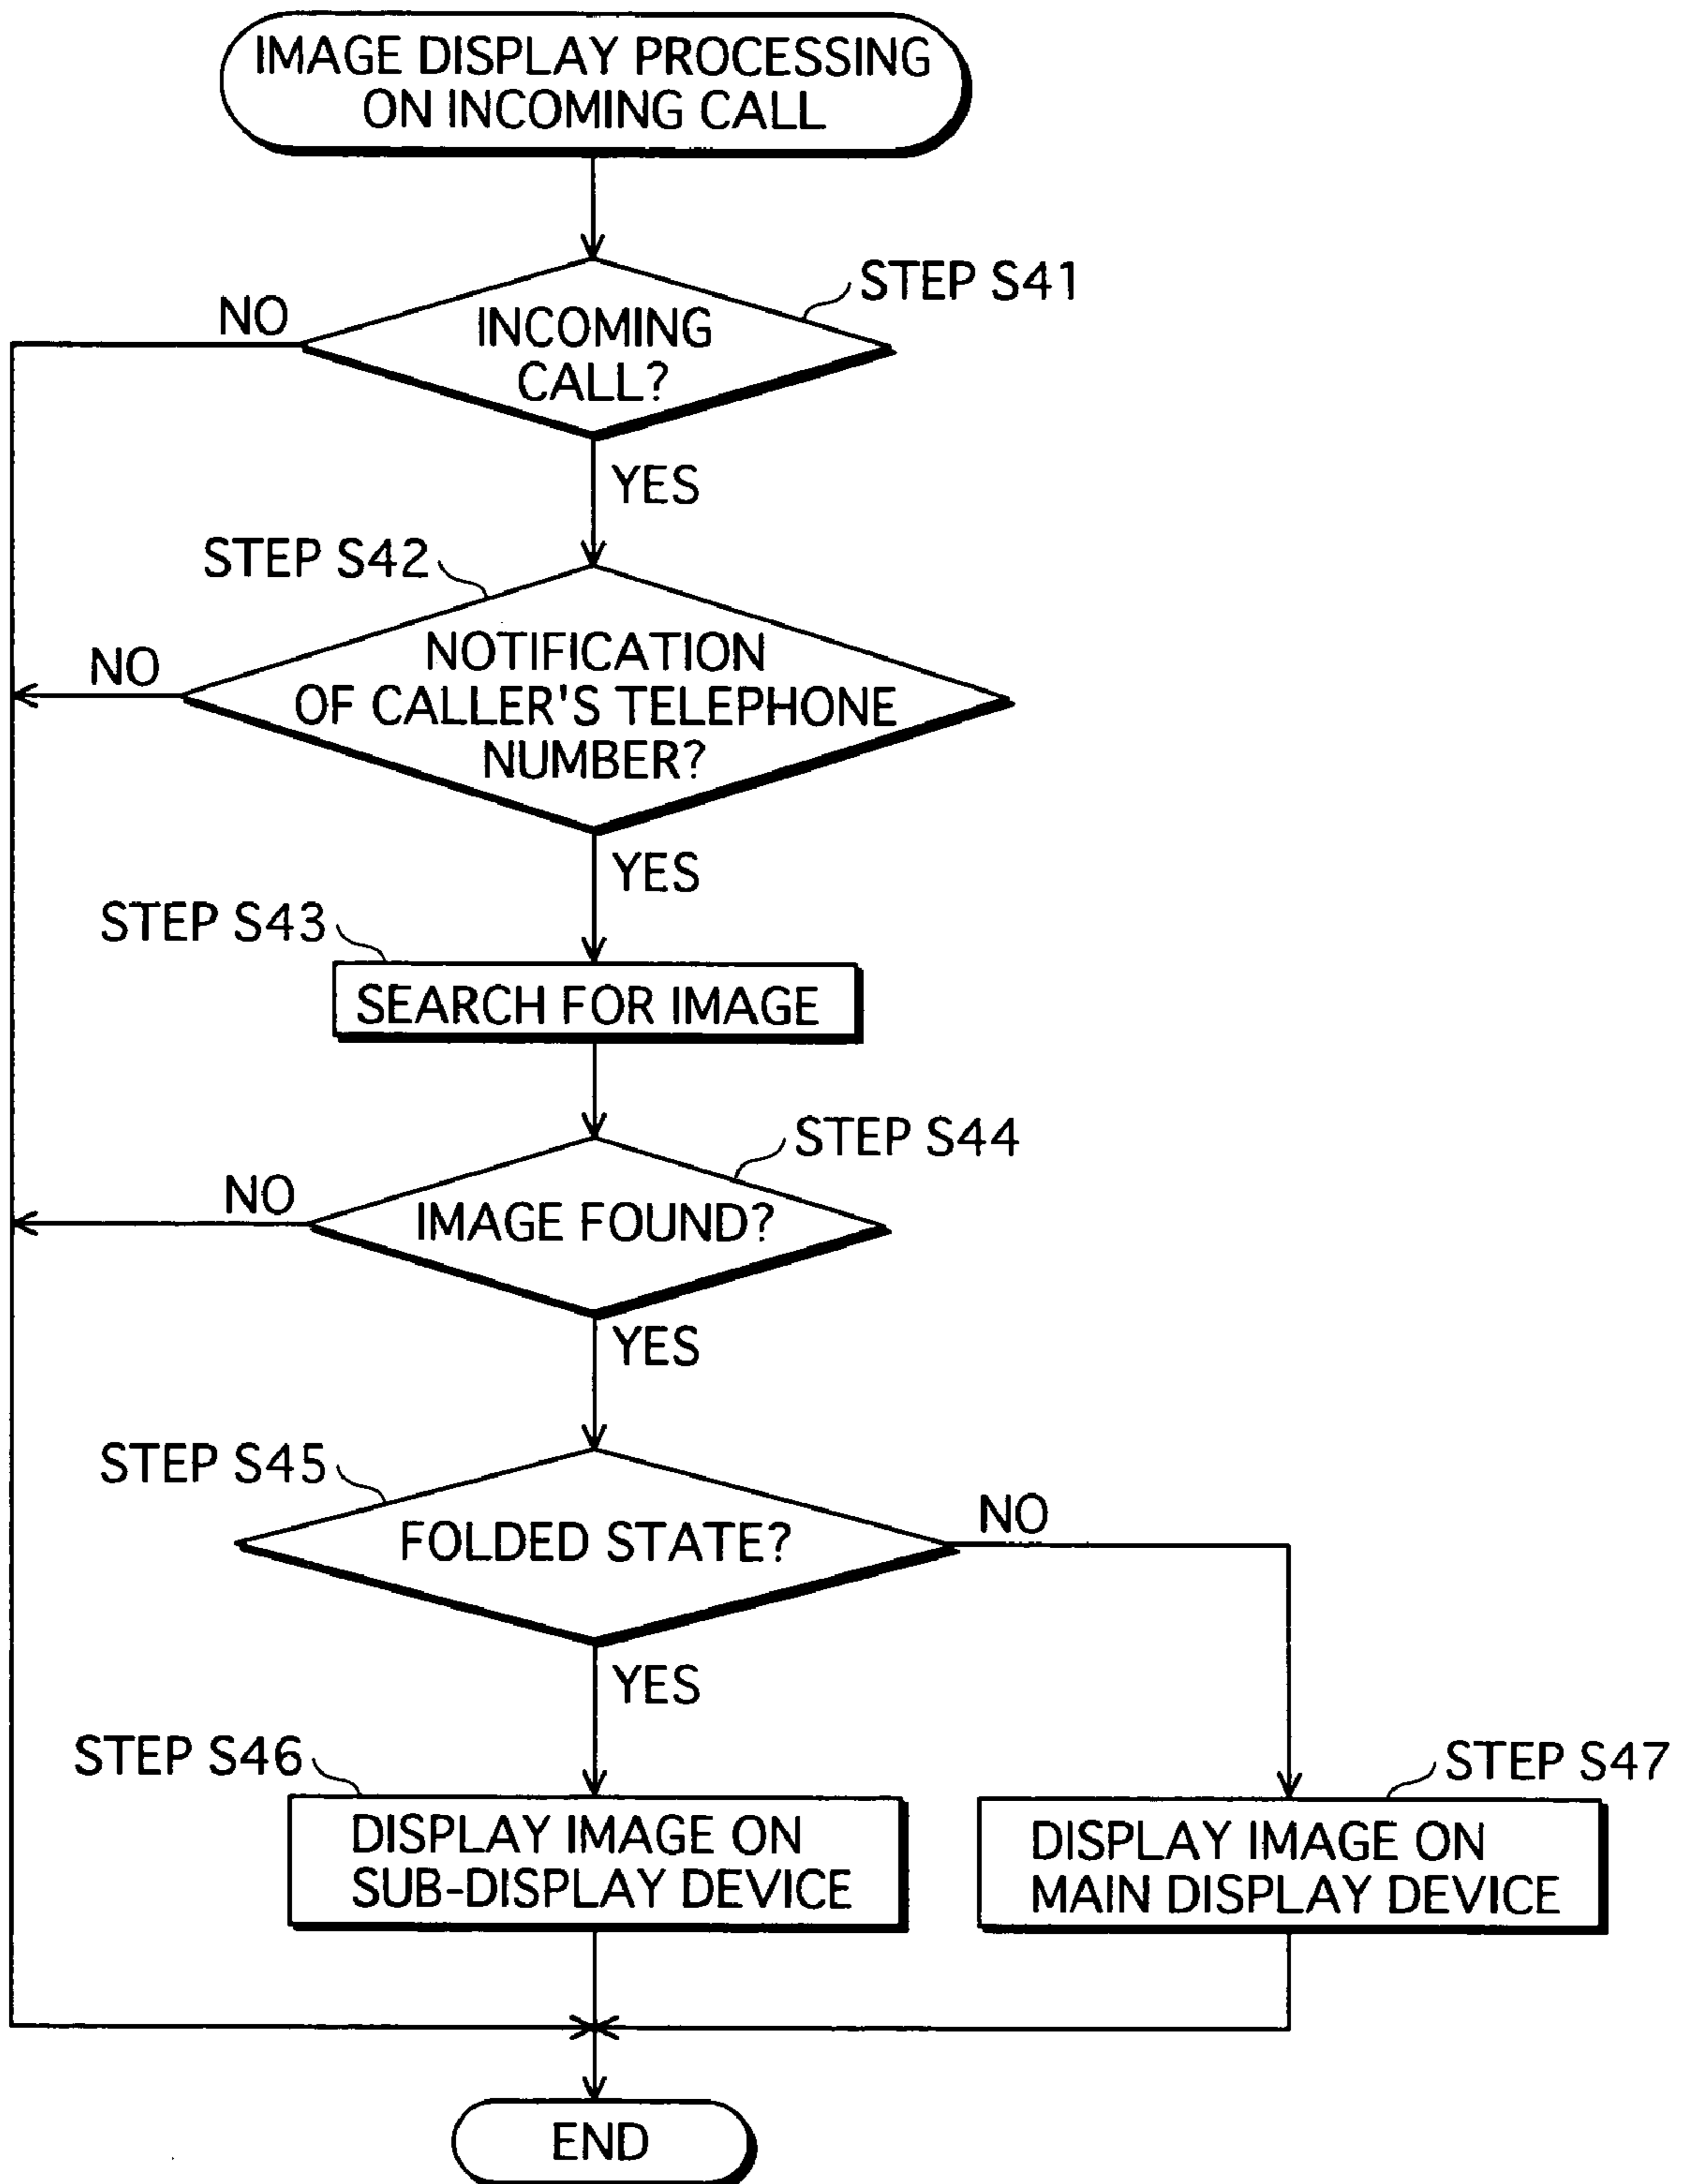 IMAGE DISPLAY PROCESSING
ON INCOMING CALL
STEP S41
NO
INCOMING
CALL?
YES
STEP S42
NO
NOTIFICATION
OF CALLER'S TELEPHONE
NUMBER?
YES
STEP S43
SEARCH FOR IMAGE
STEP S44
NO
IMAGE FOUND?
YES
STEP S45
NO
FOLDED STATE?
YES
STEP S46
STEP S47
DISPLAY IMAGE ON
SUB-DISPLAY DEVICE
DISPLAY IMAGE ON
MAIN DISPLAY DEVICE
END